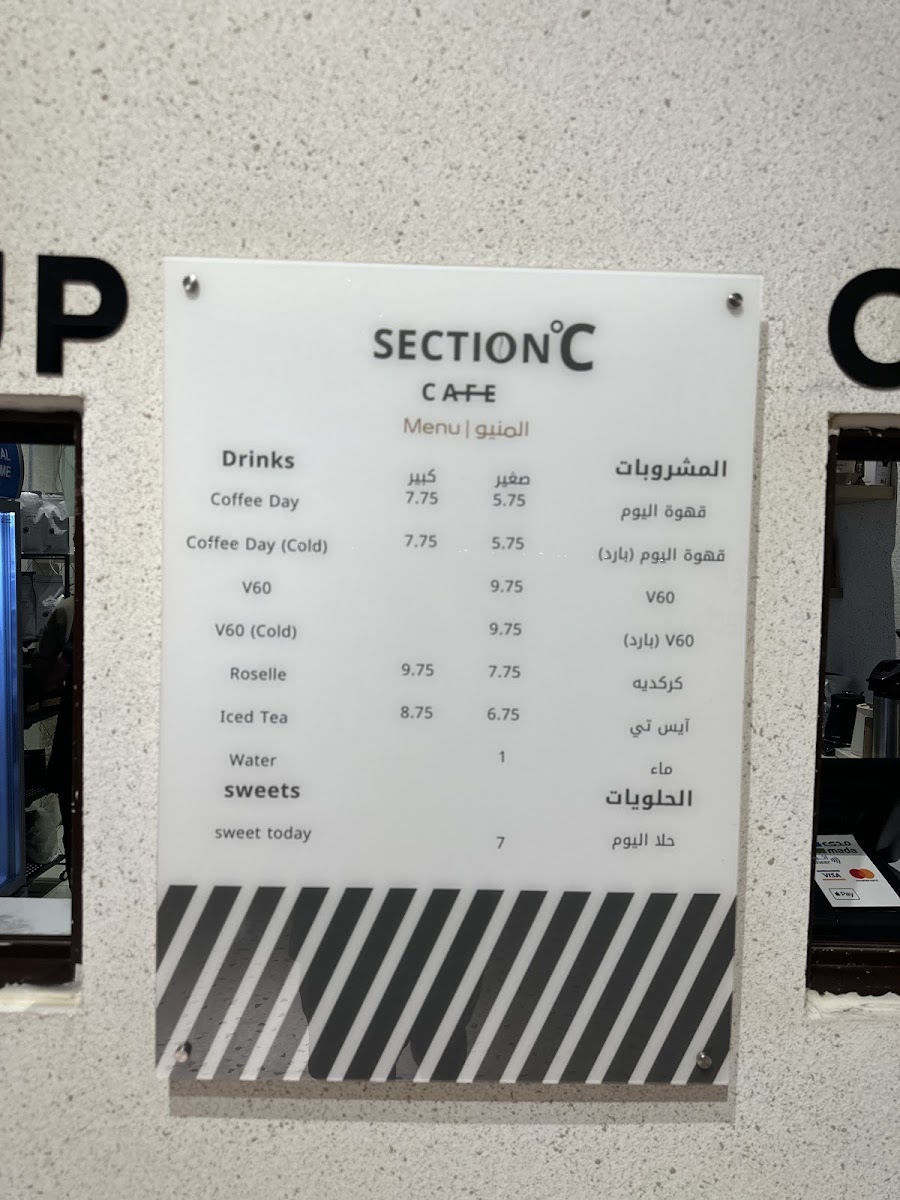 UP
SECTION°C
CAFE
Menu | المنيو
Drinks كبير صغير المشروبات
Coffee Day 7.75 5.75 قهوة اليوم
Coffee Day (Cold) 7.75 5.75 قهوة اليوم (بارد)
V60 9.75 V60
V60 (Cold) 9.75 V60 (بارد)
Roselle 9.75 7.75 كركديه
Iced Tea 8.75 6.75 آيس تي
Water 1 ماء
sweets الحلويات
sweet today 7 حلا اليوم
mada
VISA mastercard
Pay